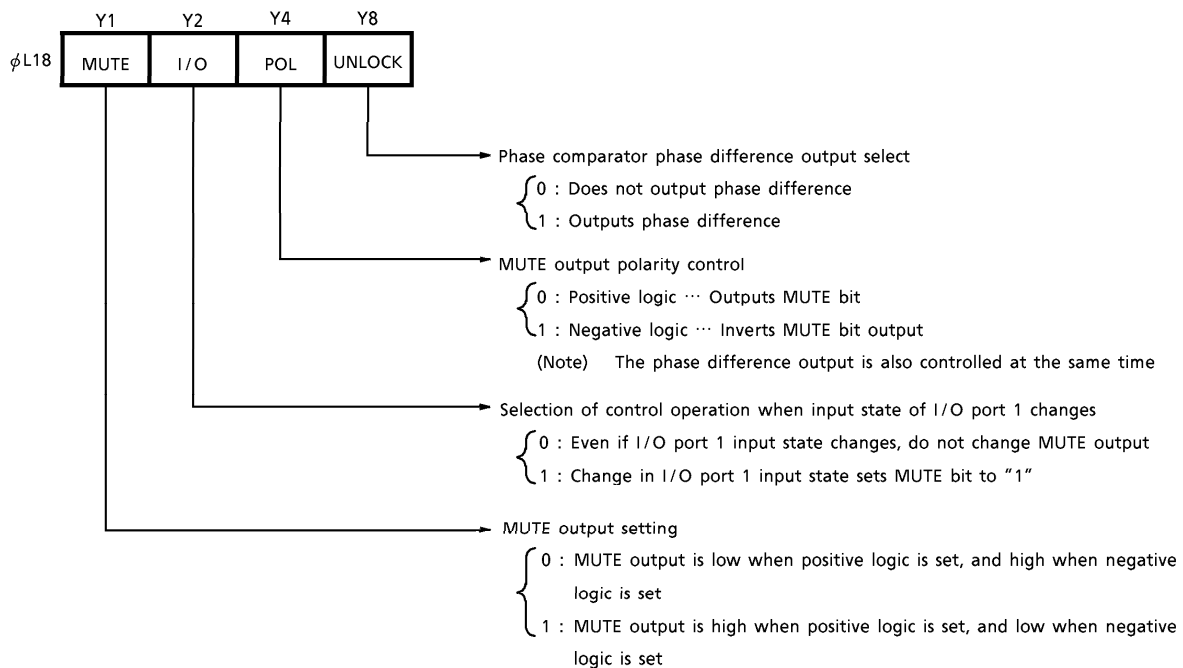 Y1 Y2 Y4 Y8
ϕL18 MUTE I/O POL UNLOCK
Phase comparator phase difference output select
0 : Does not output phase difference
1 : Outputs phase difference
MUTE output polarity control
0 : Positive logic ··· Outputs MUTE bit
1 : Negative logic ··· Inverts MUTE bit output
(Note) The phase difference output is also controlled at the same time
Selection of control operation when input state of I/O port 1 changes
0 : Even if I/O port 1 input state changes, do not change MUTE output
1 : Change in I/O port 1 input state sets MUTE bit to "1"
MUTE output setting
0 : MUTE output is low when positive logic is set, and high when negative
logic is set
1 : MUTE output is high when positive logic is set, and low when negative
logic is set